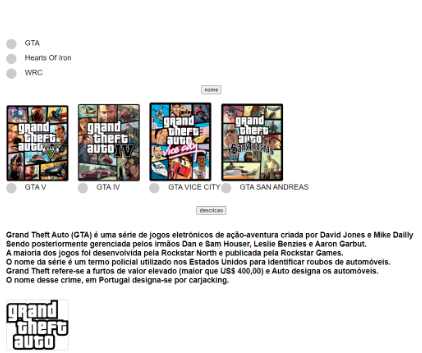 GTA
Hearts Of Iron
WRC
nome
grand theft auto V
grand theft auto IV
grand theft auto vice city
grand theft auto San Andreas
GTA V
GTA IV
GTA VICE CITY
GTA SAN ANDREAS
descricao
Grand Theft Auto (GTA) é uma série de jogos eletrônicos de ação-aventura criada por David Jones e Mike Dailly
Sendo posteriormente gerenciada pelos irmãos Dan e Sam Houser, Leslie Benzies e Aaron Garbut.
A maioria dos jogos foi desenvolvida pela Rockstar North e publicada pela Rockstar Games.
O nome da série é um termo policial utilizado nos Estados Unidos para identificar roubos de automóveis.
Grand Theft refere-se a furtos de valor elevado (maior que US$ 400,00) e Auto designa os automóveis.
O nome desse crime, em Portugal designa-se por carjacking.
grand
theft
auto